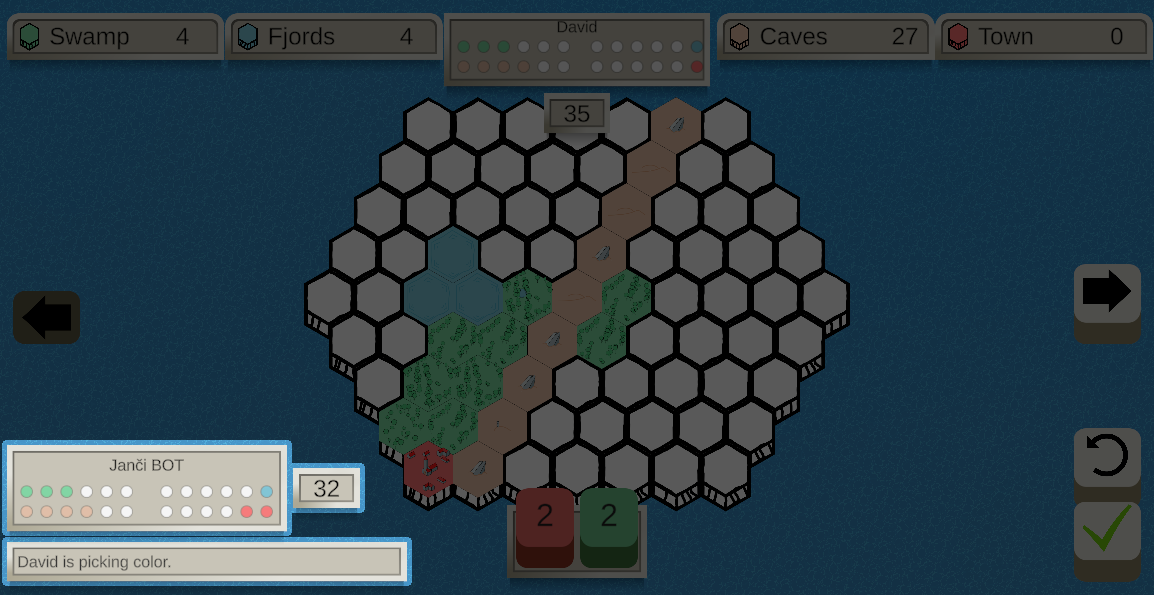 Swamp 4
Fjords 4
David
Caves 27
Town 0
35
Janči BOT
32
2 2
David is picking color.